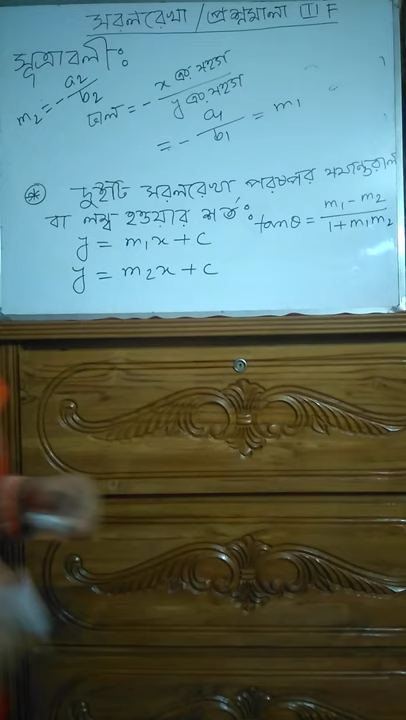 সরলরেখা / প্রশ্নমালা III F
সূত্রাবলী :
m₂ = - a₂/b₂
ঢাল = - x এর সহগ / y এর সহগ
= - a₁/b₁ = m₁
* দুইটি সরলরেখা পরস্পর সমান্তরাল
বা লম্ব হওয়ার শর্ত :
tanθ = m₁ - m₂ / 1 + m₁m₂
y = m₁x + c
y = m₂x + c